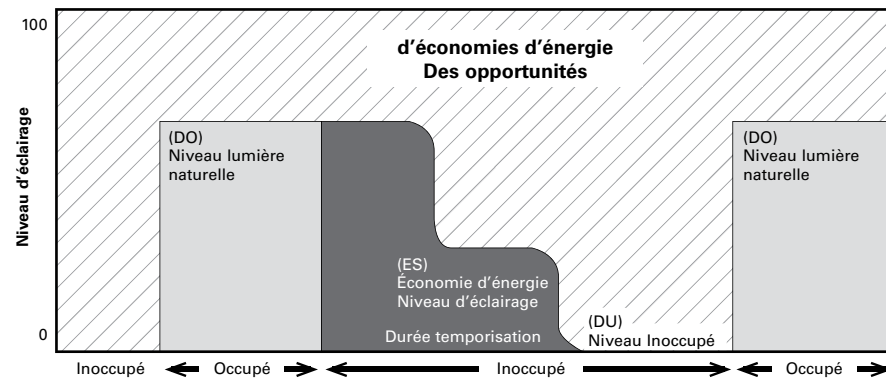 100
d'économies d'énergie
Des opportunités
Niveau d'éclairage
(DO)
Niveau lumière
naturelle
(DO)
Niveau lumière
naturelle
(ES)
Économie d'énergie
Niveau d'éclairage
Durée temporisation
(DU)
Niveau Inoccupé
0
Inoccupé Occupé Inoccupé Occupé